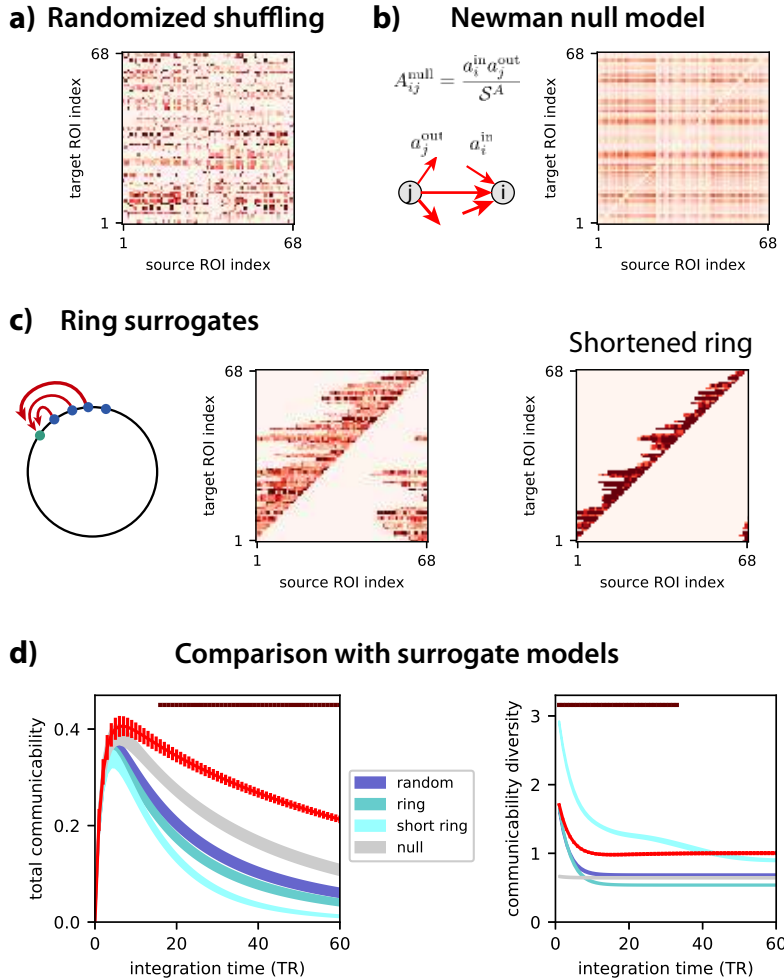 a) Randomized shuffling
68
target ROI index
1
1
68
source ROI index
b) Newman null model
A_{ij}^{null} = \frac{a_i^{in} a_j^{out}}{S^A}
a_j^{out}
a_i^{in}
j
i
68
target ROI index
1
1
68
source ROI index
c) Ring surrogates
68
target ROI index
1
1
68
source ROI index
Shortened ring
68
target ROI index
1
1
68
source ROI index
d) Comparison with surrogate models
total communicability
0.4
0.2
0.0
0
20
40
60
integration time (TR)
random
ring
short ring
null
communicability diversity
3
2
1
0
0
20
40
60
integration time (TR)